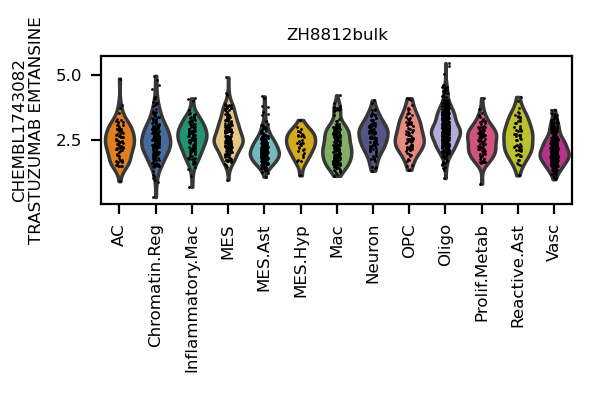 ZH8812bulk
CHEMBL1743082
TRASTUZUMAB EMTANSINE
5.0
2.5
AC
Chromatin.Reg
Inflammatory.Mac
MES
MES.Ast
MES.Hyp
Mac
Neuron
OPC
Oligo
Prolif.Metab
Reactive.Ast
Vasc